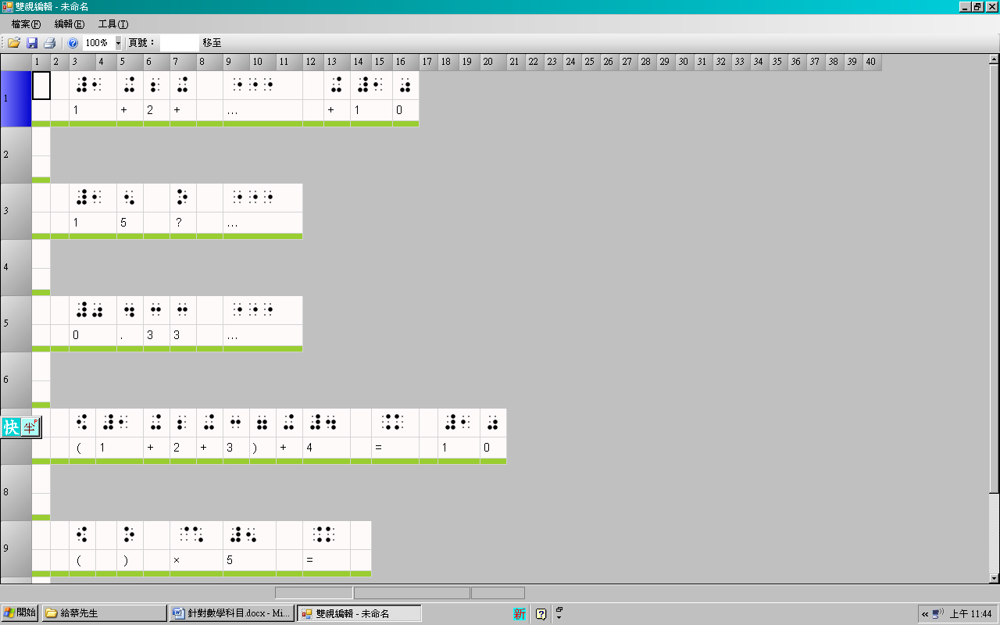 雙視編輯 - 未命名
檔案(F) 編輯(E) 工具(T)
100% 頁號： 移至
1 2 3 4 5 6 7 8 9 10 11 12 13 14 15 16 17 18 19 20 21 22 23 24 25 26 27 28 29 30 31 32 33 34 35 36 37 38 39 40
1
⠼⠂ ⠬ ⠆ ⠬ ⠐⠐⠐ ⠬ ⠼⠂ ⠴
1 + 2 + ... + 1 0
2
3
⠼⠂ ⠢ ⠕ ⠐⠐⠐
1 5 ? ...
4
5
⠼⠴ ⠲ ⠒ ⠒ ⠐⠐⠐
0 . 3 3 ...
6
⠪ ⠼⠂ ⠬ ⠆ ⠬ ⠒ ⠶ ⠬ ⠼⠲ ⠨⠅ ⠼⠂ ⠴
( 1 + 2 + 3 ) + 4 = 1 0
快 半 P
8
9
⠪ ⠕ ⠈⠡ ⠼⠢ ⠨⠅
( ) × 5 =
開始 給蔡先生 針對數學科目.docx - Mi... 雙視編輯 - 未命名 新 ? « 上午 11:44